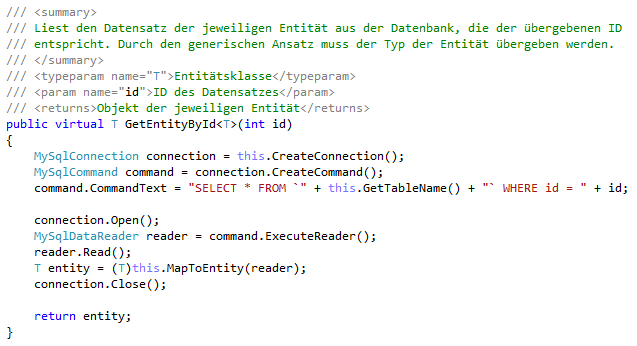 /// <summary>
/// Liest den Datensatz der jeweiligen Entität aus der Datenbank, die der übergebenen ID
/// entspricht. Durch den generischen Ansatz muss der Typ der Entität übergeben werden.
/// </summary>
/// <typeparam name="T">Entitätsklasse</typeparam>
/// <param name="id">ID des Datensatzes</param>
/// <returns>Objekt der jeweiligen Entität</returns>
public virtual T GetEntityById<T>(int id)
{
    MySqlConnection connection = this.CreateConnection();
    MySqlCommand command = connection.CreateCommand();
    command.CommandText = "SELECT * FROM `" + this.GetTableName() + "` WHERE id = " + id;

    connection.Open();
    MySqlDataReader reader = command.ExecuteReader();
    reader.Read();
    T entity = (T)this.MapToEntity(reader);
    connection.Close();

    return entity;
}